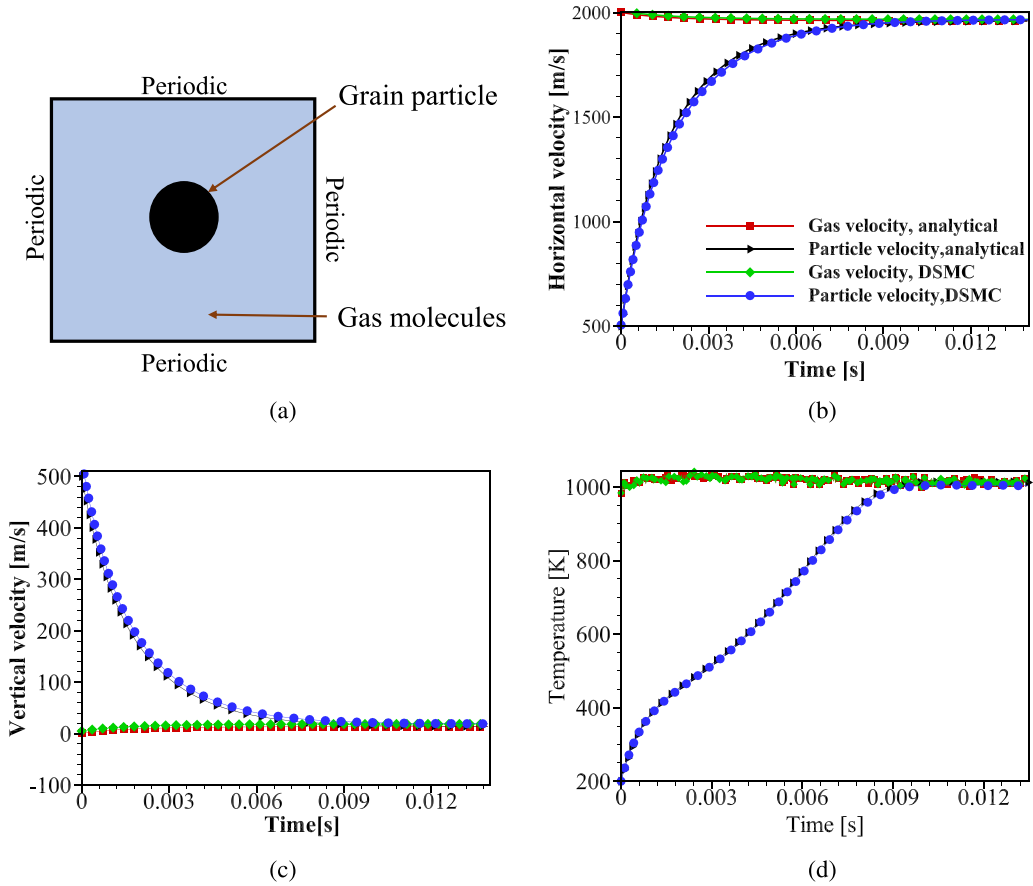 Periodic
Grain particle
Periodic
Periodic
Gas molecules
Periodic
(a)
Horizontal velocity [m/s]
2000
1500
1000
500
Gas velocity, analytical
Particle velocity,analytical
Gas velocity, DSMC
Particle velocity,DSMC
0 0.003 0.006 0.009 0.012
Time [s]
(b)
Vertical velocity [m/s]
500
400
300
200
100
0
-100
0 0.003 0.006 0.009 0.012
Time[s]
(c)
Temperature [K]
1000
800
600
400
200
0 0.003 0.006 0.009 0.012
Time [s]
(d)